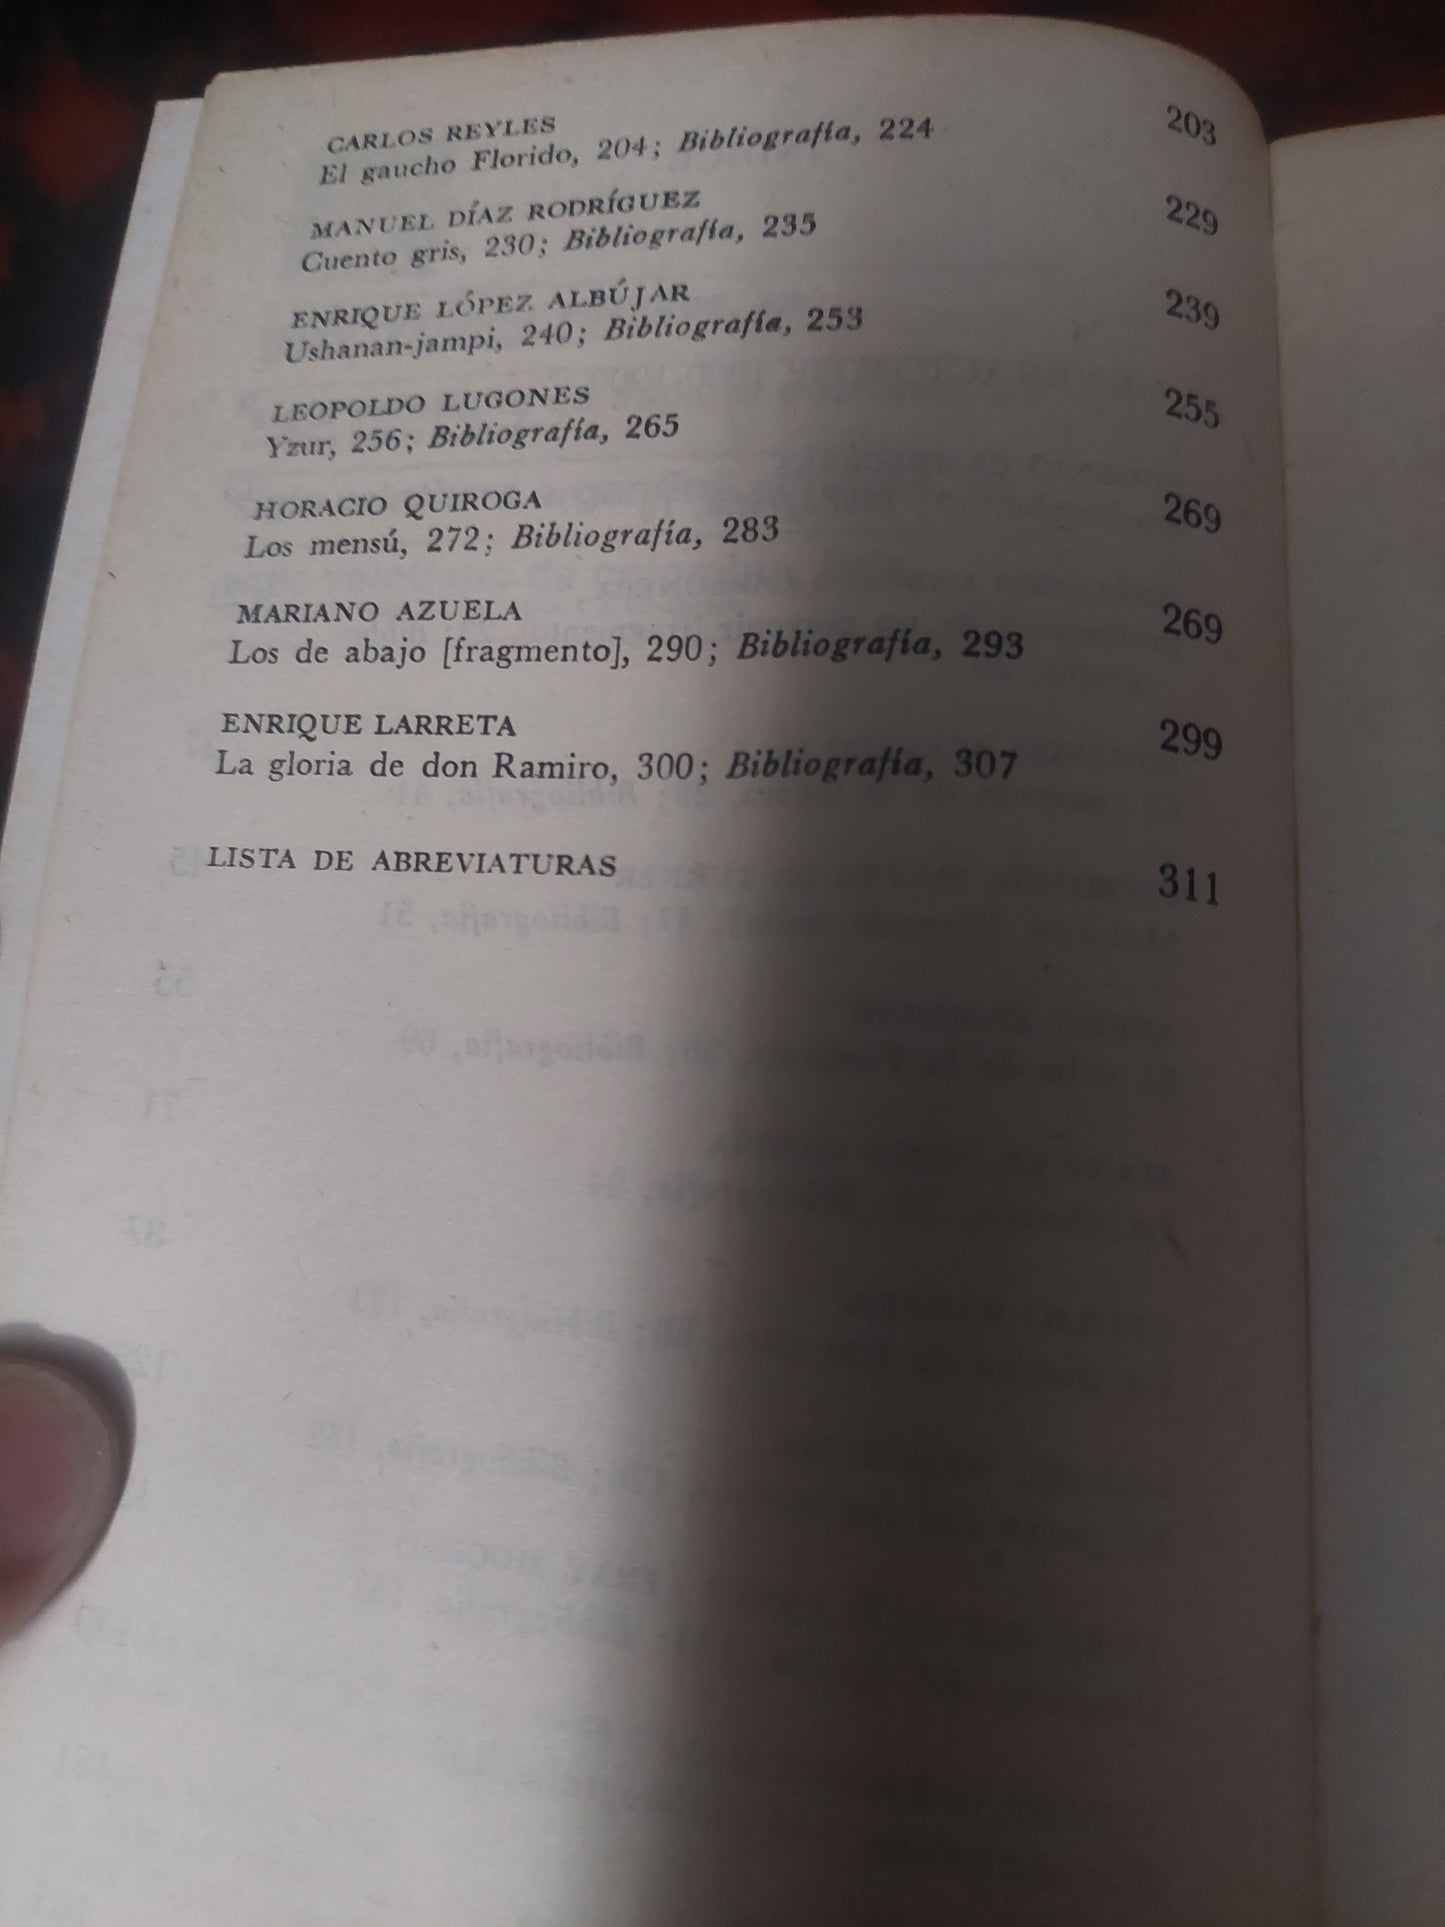 CARLOS REYLES 203
El gaucho Florido, 204; Bibliografía, 224
MANUEL DÍAZ RODRÍGUEZ 229
Cuento gris, 230; Bibliografía, 235
ENRIQUE LÓPEZ ALBÚJAR 239
Ushanan-jampi, 240; Bibliografía, 253
LEOPOLDO LUGONES 255
Yzur, 256; Bibliografía, 265
HORACIO QUIROGA 269
Los mensú, 272; Bibliografía, 283
MARIANO AZUELA 269
Los de abajo [fragmento], 290; Bibliografía, 293
ENRIQUE LARRETA 299
La gloria de don Ramiro, 300; Bibliografía, 307
LISTA DE ABREVIATURAS 311